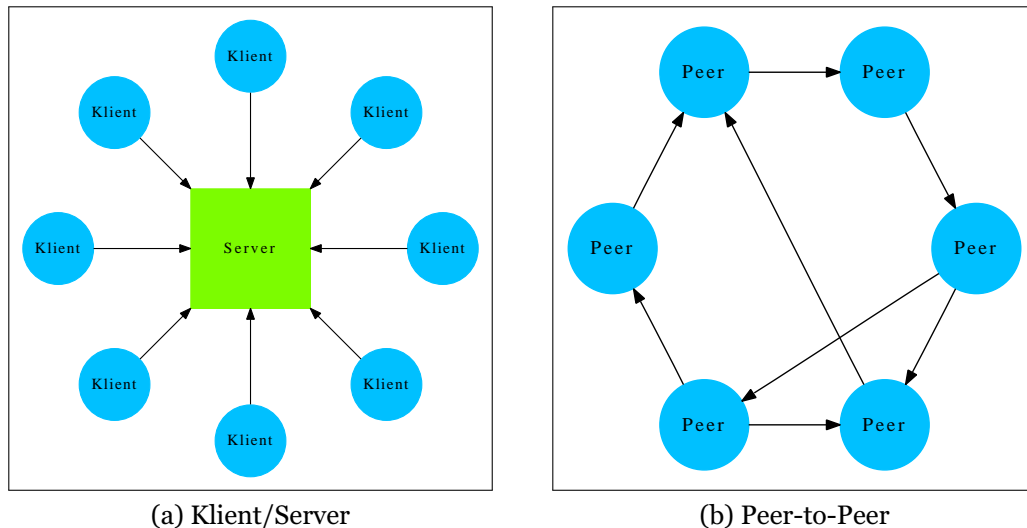 Klient
Klient
Klient
Klient
Server
Klient
Klient
Klient
Klient
(a) Klient/Server
Peer
Peer
Peer
Peer
Peer
Peer
(b) Peer-to-Peer